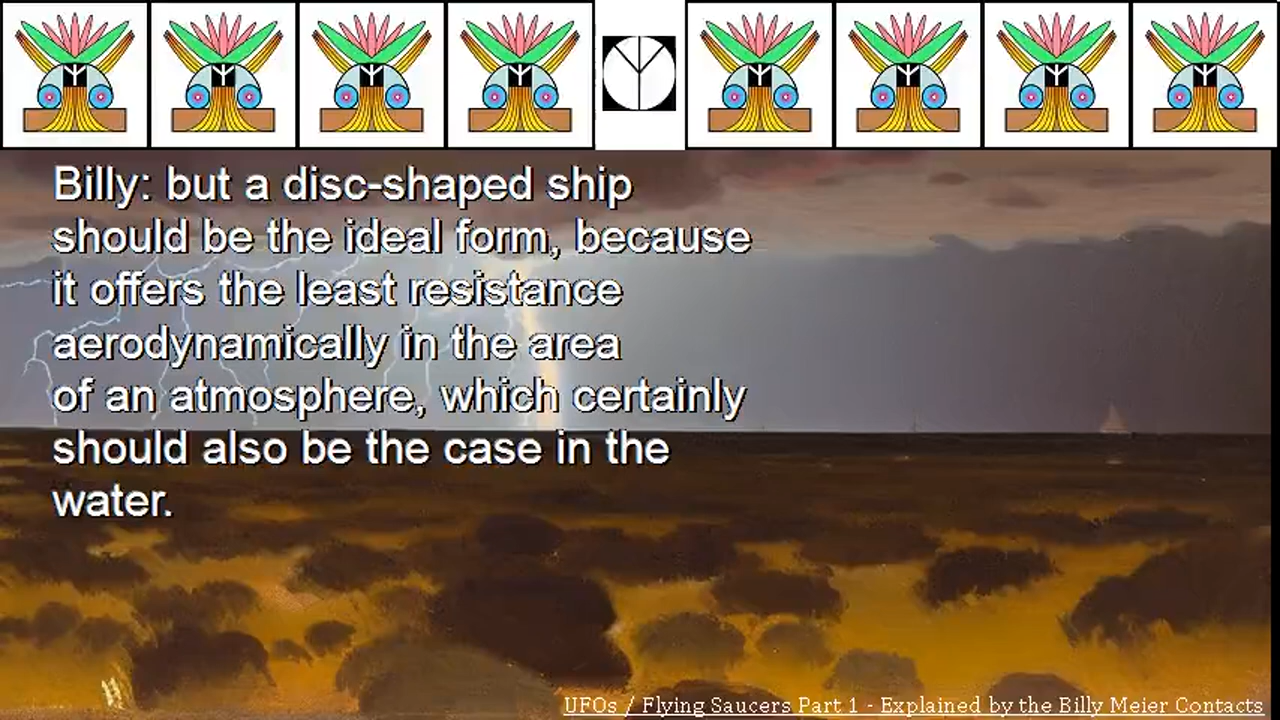 Billy: but a disc-shaped ship
should be the ideal form, because
it offers the least resistance
aerodynamically in the area
of an atmosphere, which certainly
should also be the case in the
water.
UFOs / Flying Saucers Part 1 - Explained by the Billy Meier Contacts